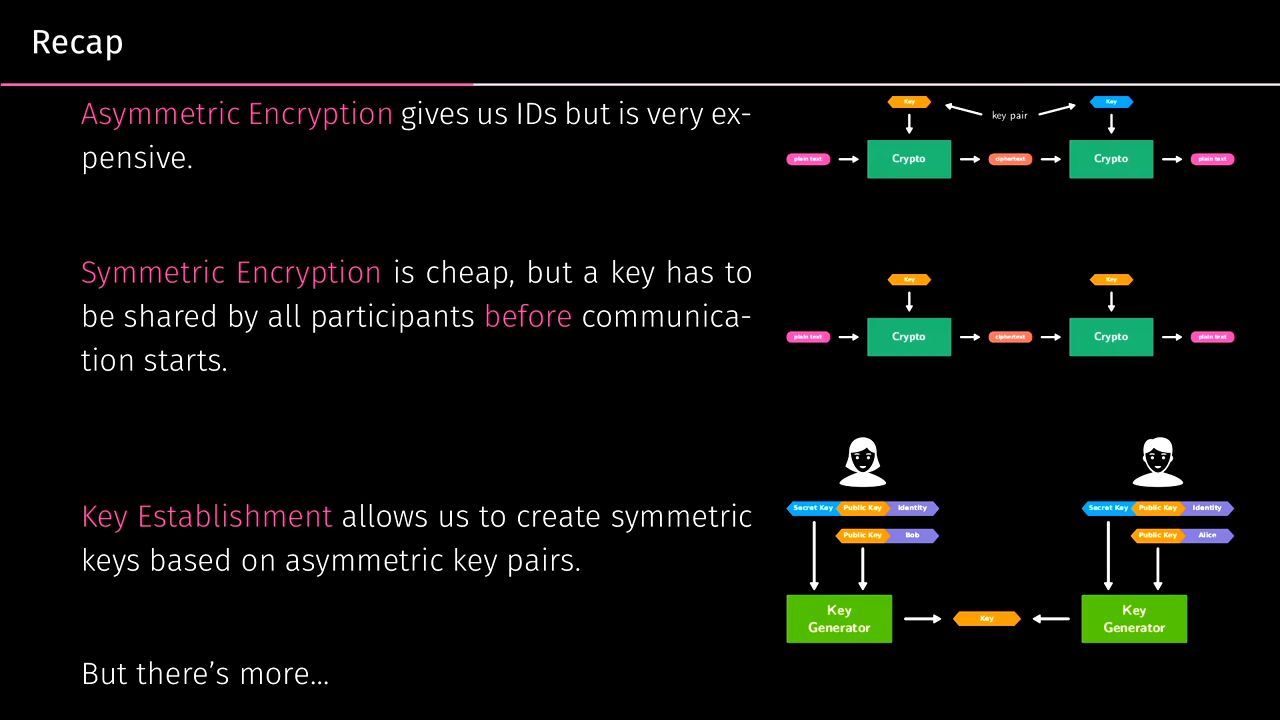 Recap
Asymmetric Encryption gives us IDs but is very ex-
pensive.
Key
key pair
Key
plain text
Crypto
ciphertext
Crypto
plain text
Symmetric Encryption is cheap, but a key has to
be shared by all participants before communica-
tion starts.
Key
Key
plain text
Crypto
ciphertext
Crypto
plain text
Key Establishment allows us to create symmetric
keys based on asymmetric key pairs.
Secret Key Public Key Identity
Public Key Bob
Secret Key Public Key Identity
Public Key Alice
Key
Generator
Key
Key
Generator
But there's more...